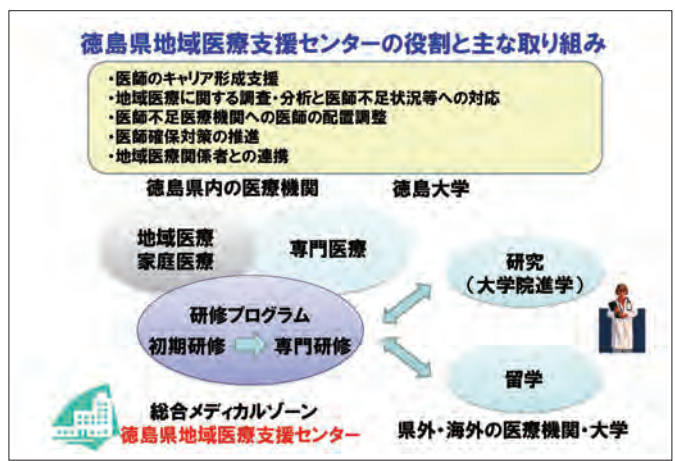 徳島県地域医療支援センターの役割と主な取り組み
・医師のキャリア形成支援
・地域医療に関する調査・分析と医師不足状況等への対応
・医師不足医療機関への医師の配置調整
・医師確保対策の推進
・地域医療関係者との連携
徳島県内の医療機関
徳島大学
地域医療
家庭医療
専門医療
研究
（大学院進学）
研修プログラム
初期研修
専門研修
留学
総合メディカルゾーン
徳島県地域医療支援センター
県外・海外の医療機関・大学